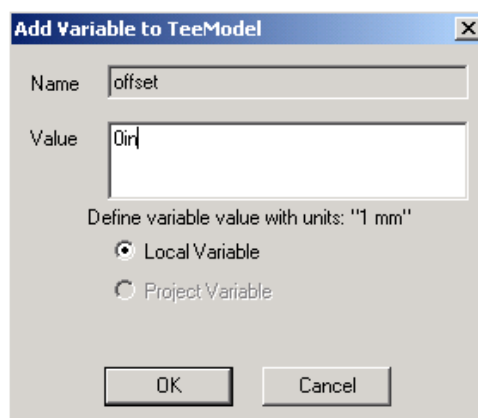 Add Variable to TeeModel
Name offset
Value 0in
Define variable value with units: "1 mm"
Local Variable
Project Variable
OK Cancel